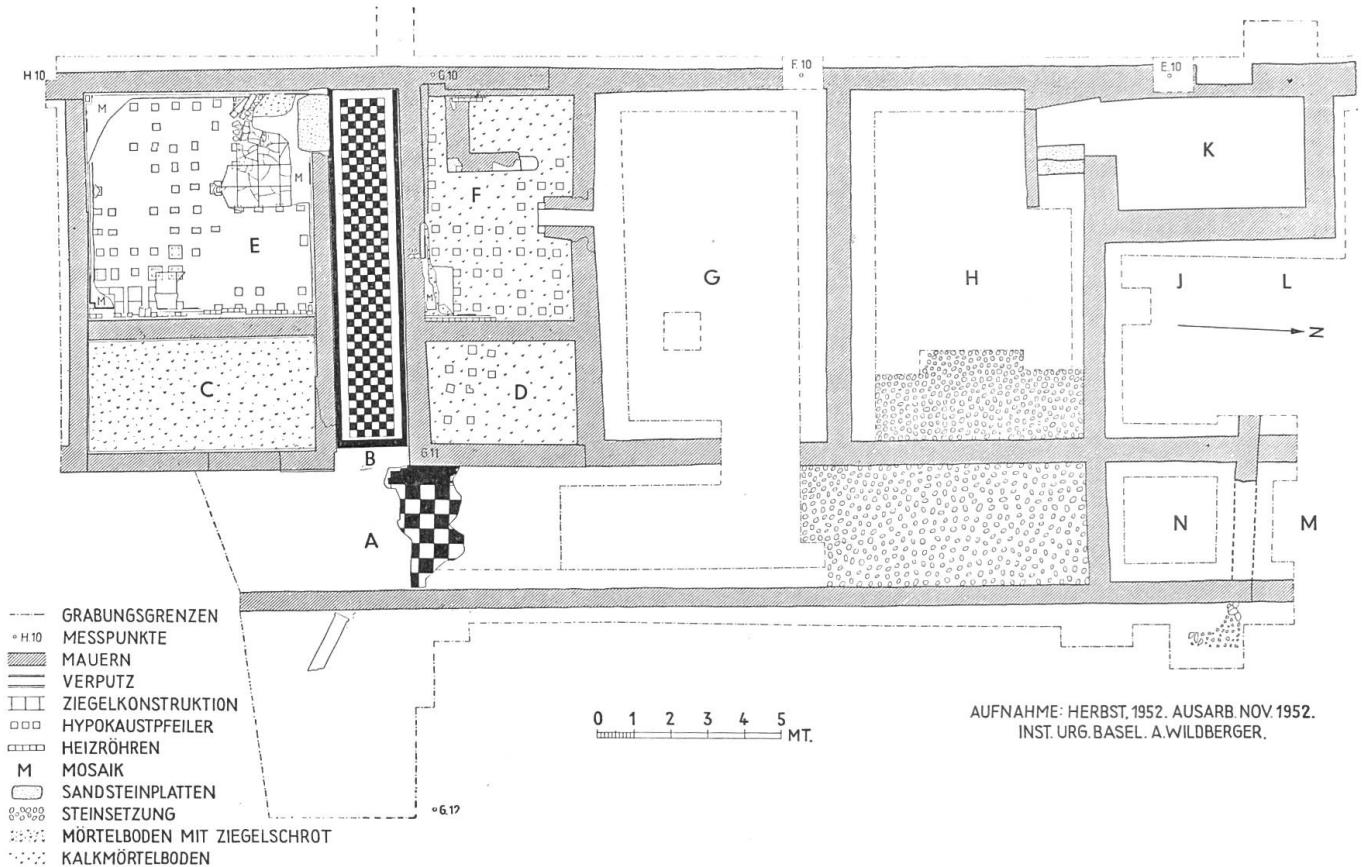 H 10
G 10
F. 10
E. 10
M
K
F
E
M
G
H
J
L
N
M
M
C
D
B
G. 11
A
N
M
GRABUNGSGRENZEN
H.10 MESSPUNKTE
MAUERN
VERPUTZ
ZIEGELKONSTRUKTION
HYPOKAUSTPFEILER
HEIZRÖHREN
M MOSAIK
SANDSTEINPLATTEN
STEINSETZUNG
MÖRTELBODEN MIT ZIEGELSCHROT
KALKMÖRTELBODEN
G.12
0 1 2 3 4 5 MT.
AUFNAHME: HERBST, 1952. AUSARB. NOV. 1952.
INST. URG. BASEL. A. WILDBERGER.